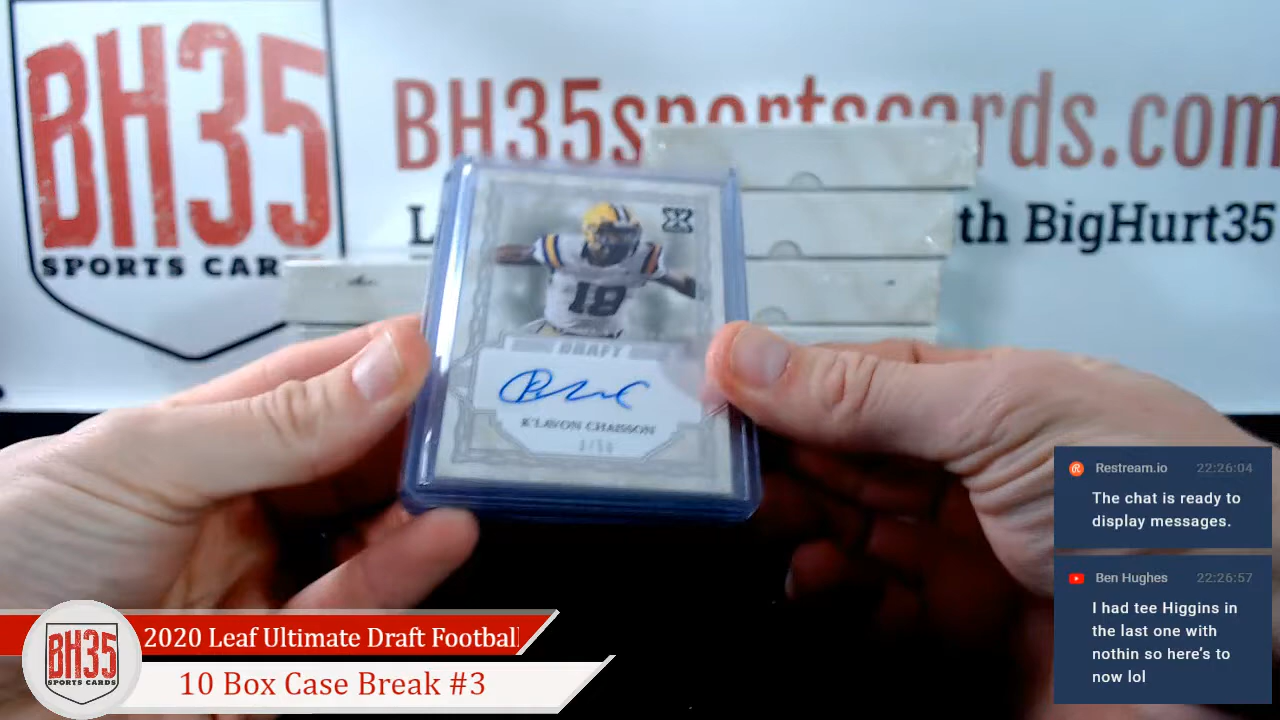 BH35
SPORTS CAR
BH35sportscards.com
L th BigHurt35
18
DRAFT
K'LAVON CHAISSON
Restream.io 22:26:04
The chat is ready to
display messages.
Ben Hughes 22:26:57
I had tee Higgins in
the last one with
nothin so here's to
now lol
BH35
SPORTS CARDS
2020 Leaf Ultimate Draft Football
10 Box Case Break #3